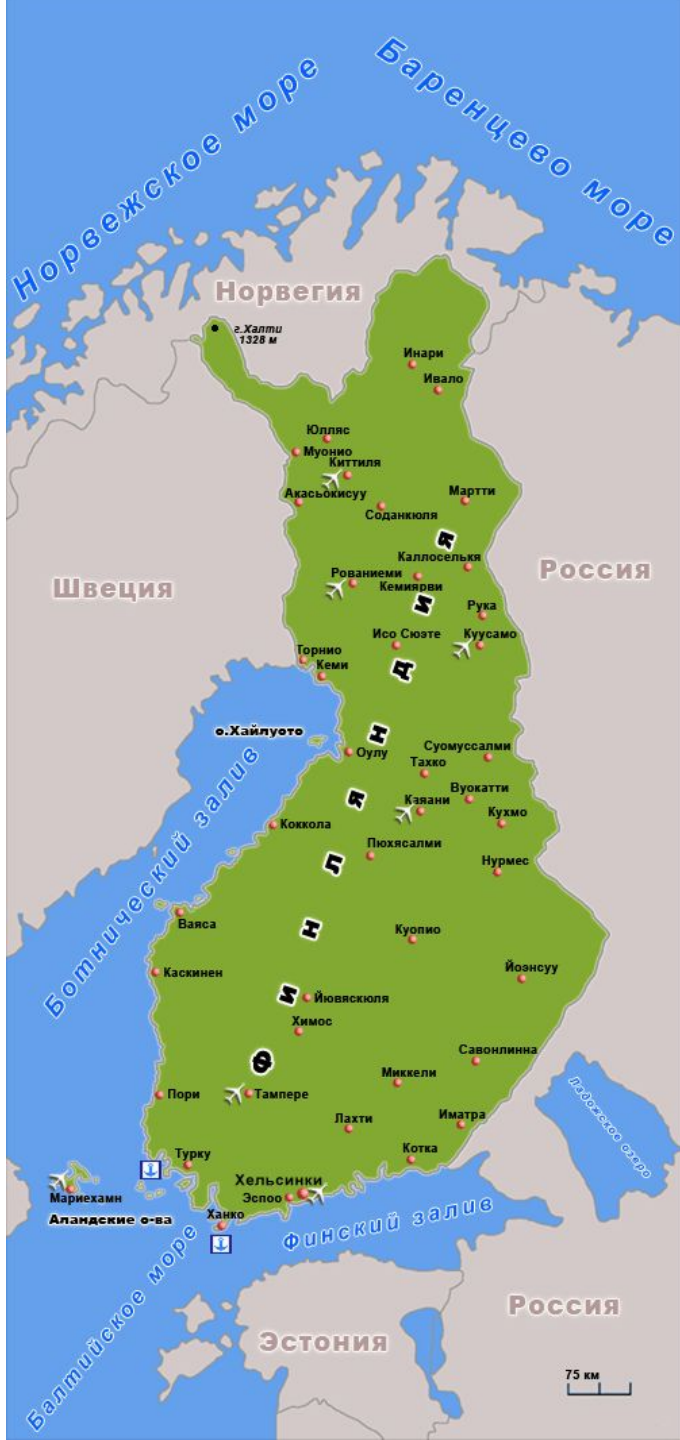 Норвежское море
Баренцево море
Норвегия
г.Халти
1328 м
Инари
Ивало
Юлляс
Муонио
Киттиля
Акасьокисуу
Соданкюля
Мартти
Швеция
Россия
Каллоселькя
Рованиеми
Кемиярви
Рука
Исо Сюэте
Куусамо
Торнио
Кеми
о.Хайлуото
Оулу
Суомуссалми
Тахко
Вуокатти
Каяани
Кухмо
Коккола
Пюхясалми
Нурмес
Ботнический залив
Финляндия
Вааса
Куопио
Каскинен
Йоэнсуу
Йювяскюля
Химос
Савонлинна
Миккели
Пори
Тампере
Лахти
Иматра
Ладожское озеро
Турку
Котка
Хельсинки
Эспоо
Мариехамн
Аландские о-ва
Ханко
Финский залив
Балтийское море
Эстония
Россия
75 км